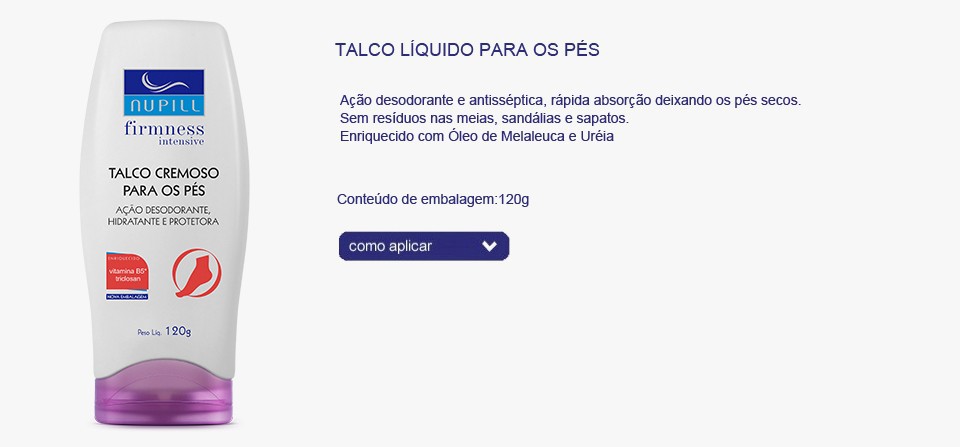 NUPILL
firmness
intensive
TALCO CREMOSO
PARA OS PÉS
AÇÃO DESODORANTE,
HIDRATANTE E PROTETORA
ENRIQUECIDO
vitamina B5*
triclosan
NOVA EMBALAGEM
Peso Líq. 120g
TALCO LÍQUIDO PARA OS PÉS
Ação desodorante e antisséptica, rápida absorção deixando os pés secos.
Sem resíduos nas meias, sandálias e sapatos.
Enriquecido com Óleo de Melaleuca e Uréia
Conteúdo de embalagem:120g
como aplicar